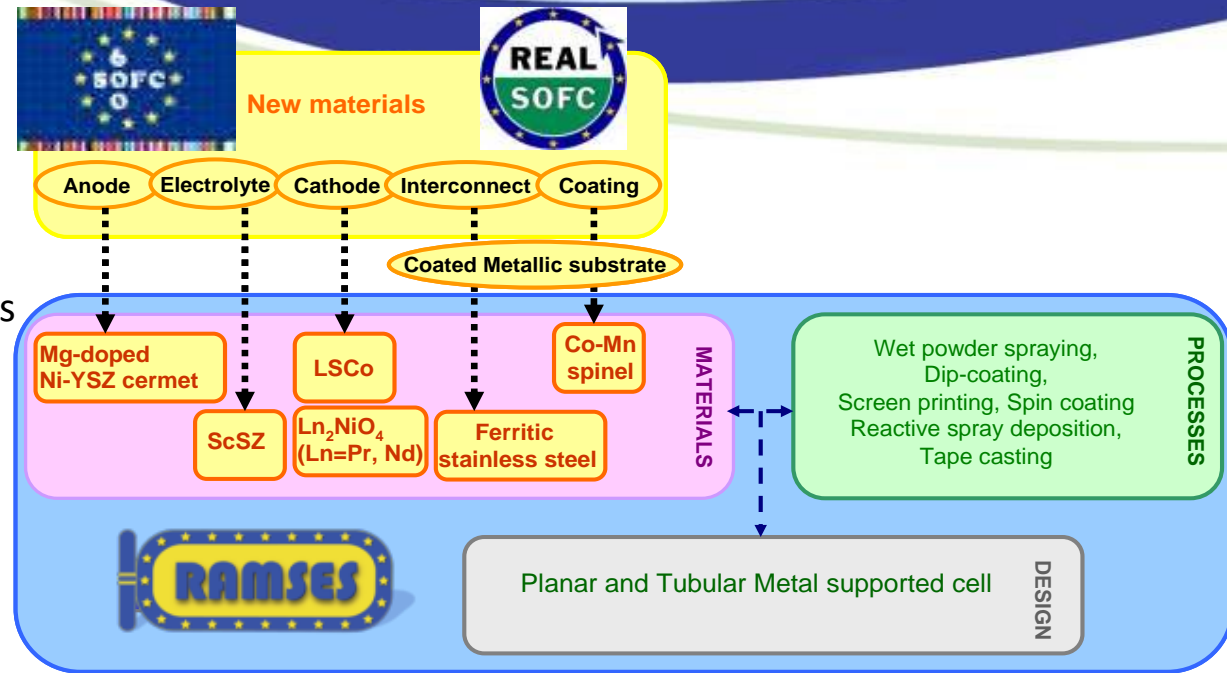 6
SOFC
0
REAL
SOFC
New materials
Anode
Electrolyte
Cathode
Interconnect
Coating
Coated Metallic substrate
s
Mg-doped
Ni-YSZ cermet
ScSZ
LSCo
Ln₂NiO₄
(Ln=Pr, Nd)
Ferritic
stainless steel
Co-Mn
spinel
MATERIALS
Wet powder spraying,
Dip-coating,
Screen printing, Spin coating
Reactive spray deposition,
Tape casting
PROCESSES
RAMSES
Planar and Tubular Metal supported cell
DESIGN